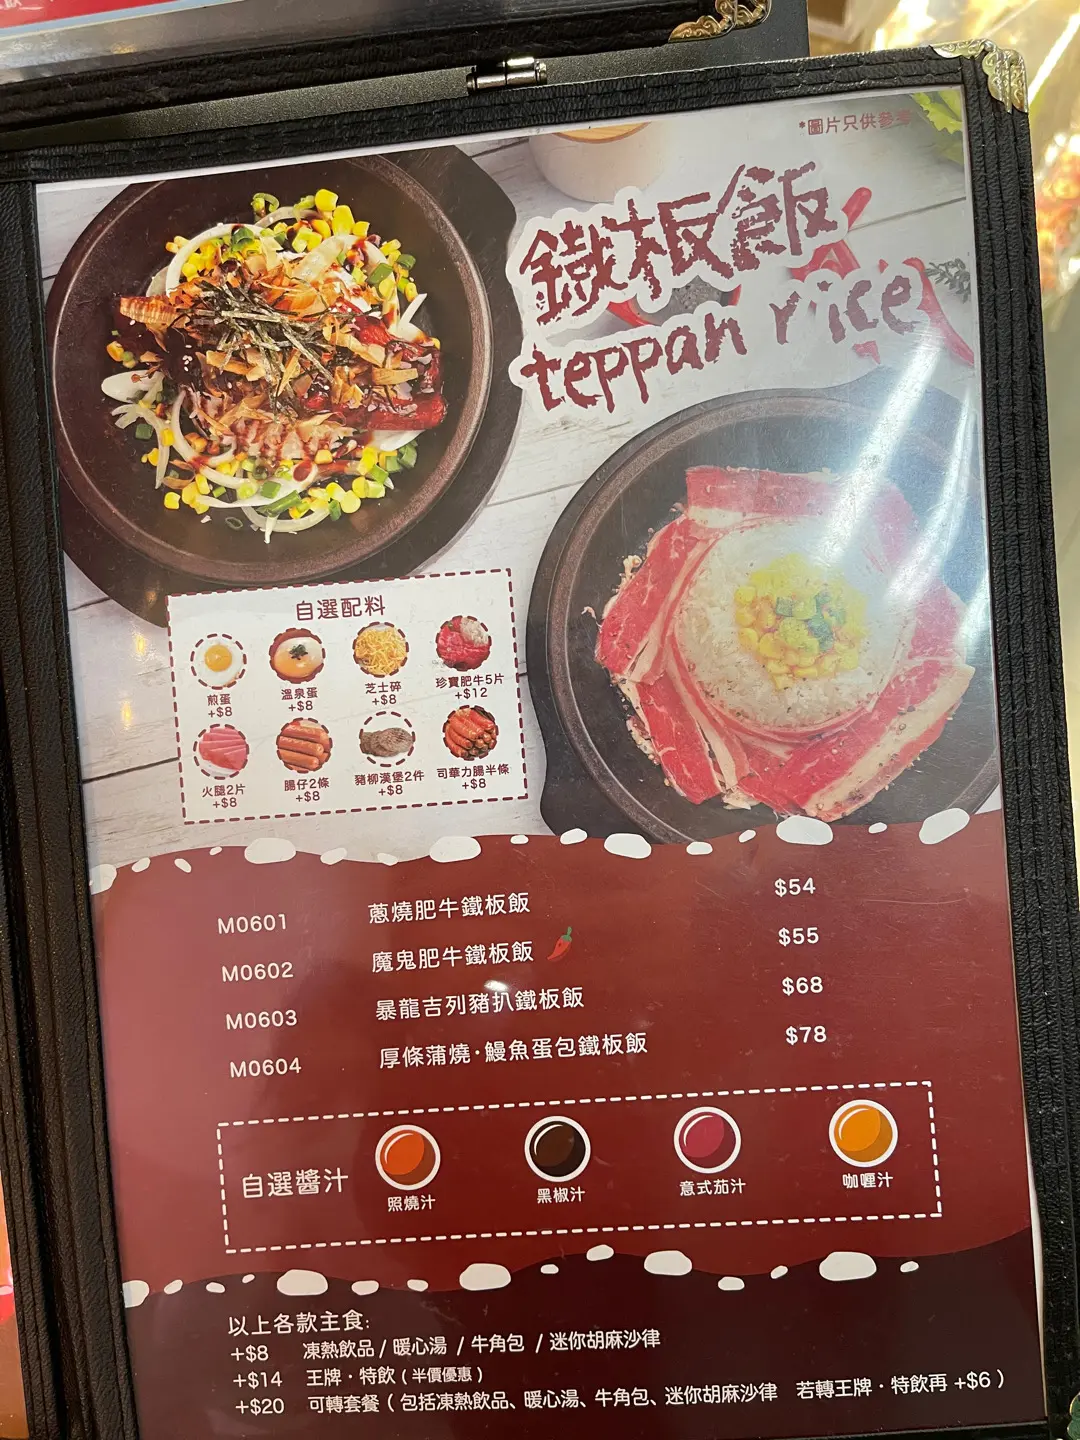 *圖片只供參考
鐵板飯
teppan rice
自選配料
煎蛋
+$8
溫泉蛋
+$8
芝士碎
+$8
珍寶肥牛5片
+$12
火腿2片
+$8
腸仔2條
+$8
豬柳漢堡2件
+$8
司華力腸半條
+$8
M0601 蔥燒肥牛鐵板飯 $54
M0602 魔鬼肥牛鐵板飯 $55
M0603 暴龍吉列豬扒鐵板飯 $68
M0604 厚條蒲燒·鰻魚蛋包鐵板飯 $78
自選醬汁
照燒汁
黑椒汁
意式茄汁
咖喱汁
以上各款主食:
+$8 凍熱飲品 / 暖心湯 / 牛角包 / 迷你胡麻沙律
+$14 王牌·特飲 ( 半價優惠 )
+$20 可轉套餐 ( 包括凍熱飲品、暖心湯、牛角包、迷你胡麻沙律 若轉王牌·特飲再 +$6 )